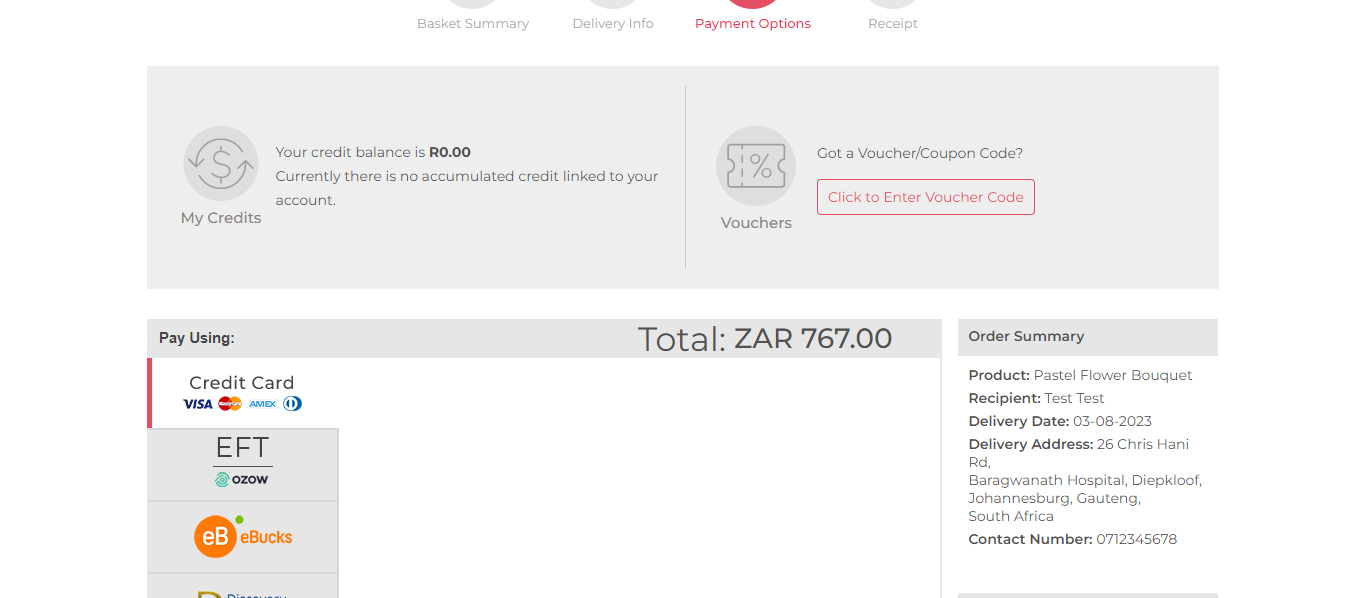 Basket Summary
Delivery Info
Payment Options
Receipt
Your credit balance is R0.00
Currently there is no accumulated credit linked to your
account.
My Credits
Got a Voucher/Coupon Code?
Click to Enter Voucher Code
Vouchers
Pay Using:
Total: ZAR 767.00
Credit Card
VISA MasterCard AMEX
EFT
OZOW
eB eBucks
Discovery
Order Summary
Product: Pastel Flower Bouquet
Recipient: Test Test
Delivery Date: 03-08-2023
Delivery Address: 26 Chris Hani
Rd,
Baragwanath Hospital, Diepkloof,
Johannesburg, Gauteng,
South Africa
Contact Number: 0712345678